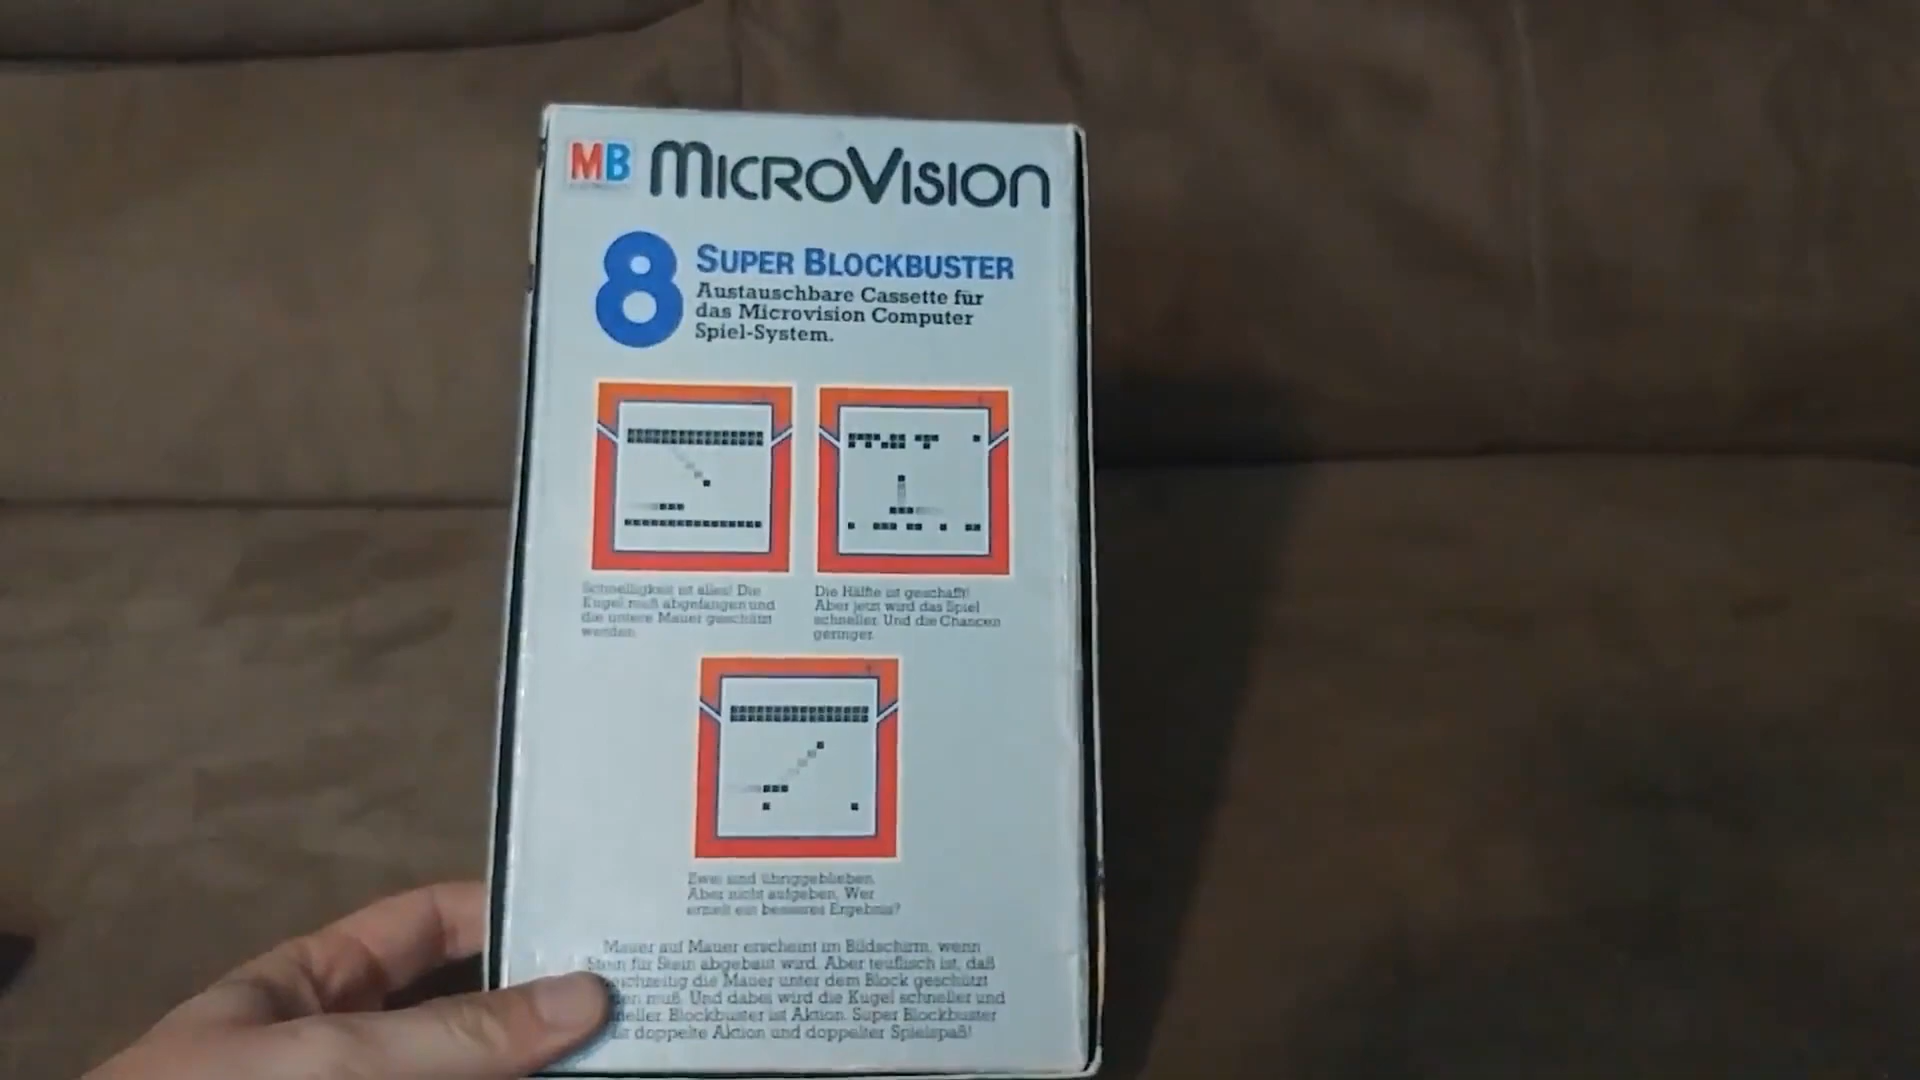 MB MICROVISION
8 SUPER BLOCKBUSTER
Austauschbare Cassette für
das Microvision Computer
Spiel-System.
Schnelligkeit ist alles! Die
Kugel muß abgefangen und
die untere Mauer geschützt
werden.
Die Hälfte ist geschafft!
Aber jetzt wird das Spiel
schneller. Und die Chancen
geringer.
Zwei sind übriggeblieben.
Aber nicht aufgeben. Wer
erzielt ein besseres Ergebnis?
Mauer auf Mauer erscheint im Bildschirm, wenn
Stein für Stein abgebaut wird. Aber teuflisch ist, daß
die Mauer unter dem Block geschützt
muß. Und dabei wird die Kugel schneller und
Blockbuster ist Aktion. Super Blockbuster
doppelte Aktion und doppelter Spielspaß!